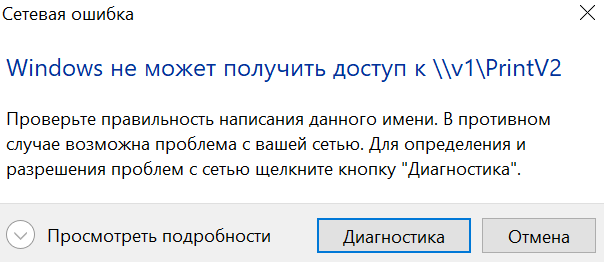 Сетевая ошибка
Windows не может получить доступ к \\v1\PrintV2
Проверьте правильность написания данного имени. В противном
случае возможна проблема с вашей сетью. Для определения и
разрешения проблем с сетью щелкните кнопку "Диагностика".
Просмотреть подробности
Диагностика
Отмена